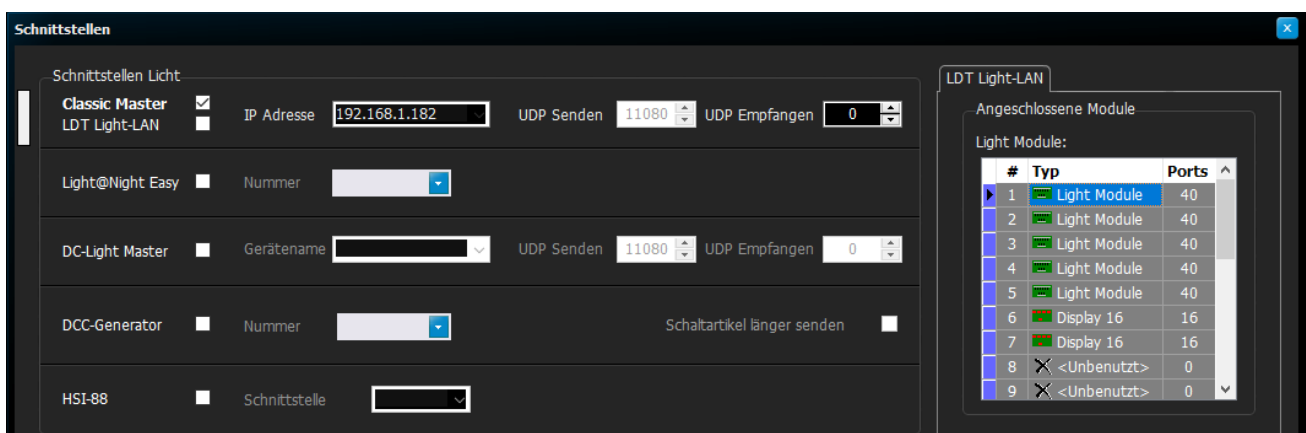 Schnittstellen
Schnittstellen Licht
Classic Master
LDT Light-LAN
IP Adresse 192.168.1.182 UDP Senden 11080 UDP Empfangen 0
Light@Night Easy Nummer
DC-Light Master Gerätename UDP Senden 11080 UDP Empfangen 0
DCC-Generator Nummer Schaltartikel länger senden
HSI-88 Schnittstelle
LDT Light-LAN
Angeschlossene Module
Light Module:
# Typ Ports
1 Light Module 40
2 Light Module 40
3 Light Module 40
4 Light Module 40
5 Light Module 40
6 Display 16 16
7 Display 16 16
8 <Unbenutzt> 0
9 <Unbenutzt> 0